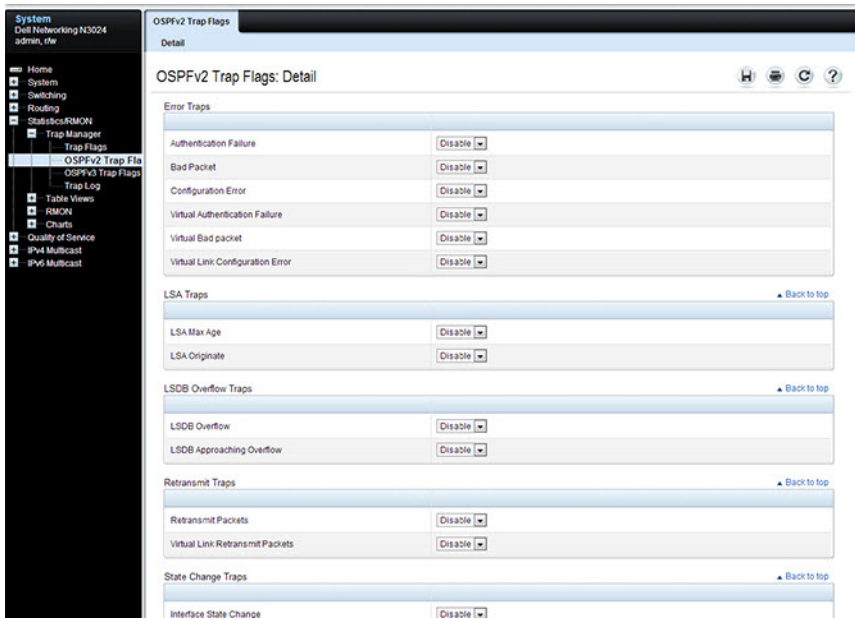 System
Dell Networking N3024
admin, r/w
Home
System
Switching
Routing
Statistics/RMON
Trap Manager
Trap Flags
OSPFv2 Trap Fla
OSPFv3 Trap Flags
Trap Log
Table Views
RMON
Charts
Quality of Service
IPv4 Multicast
IPv6 Multicast
OSPFv2 Trap Flags
Detail
OSPFv2 Trap Flags: Detail
?
Error Traps
Authentication Failure Disable
Bad Packet Disable
Configuration Error Disable
Virtual Authentication Failure Disable
Virtual Bad packet Disable
Virtual Link Configuration Error Disable
LSA Traps Back to top
LSA Max Age Disable
LSA Originate Disable
LSDB Overflow Traps Back to top
LSDB Overflow Disable
LSDB Approaching Overflow Disable
Retransmit Traps Back to top
Retransmit Packets Disable
Virtual Link Retransmit Packets Disable
State Change Traps Back to top
Interface State Change Disable